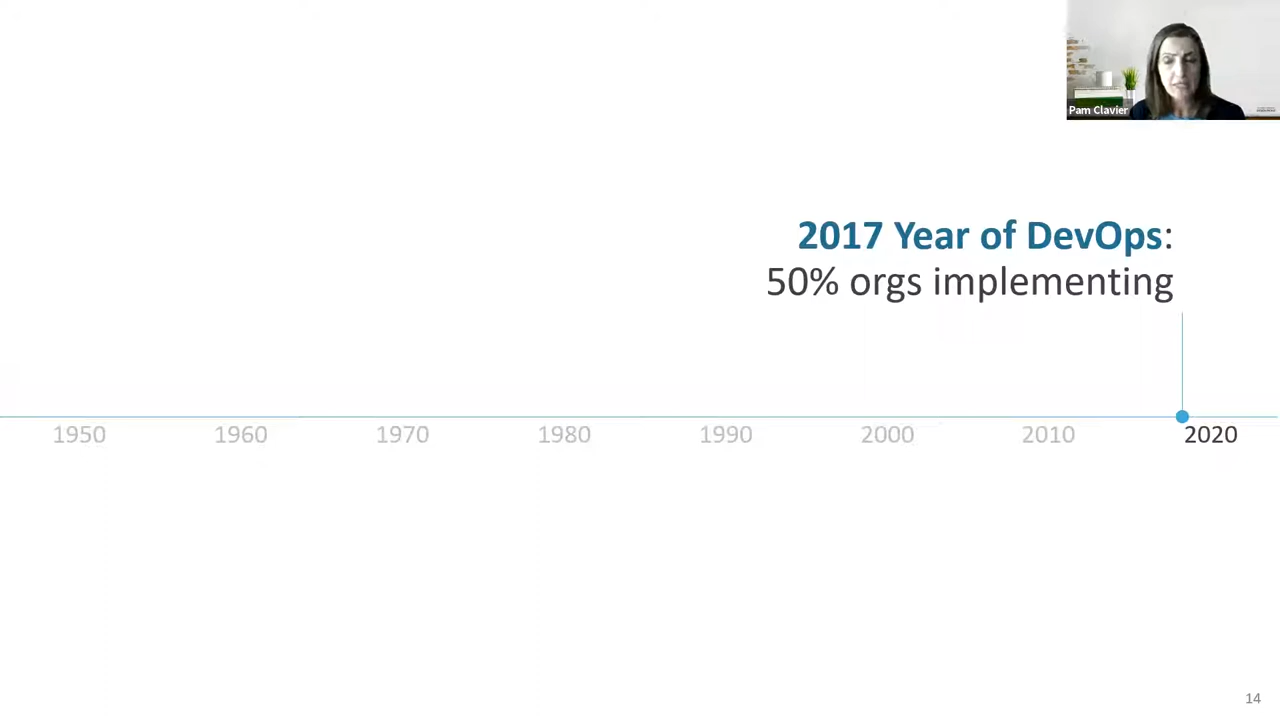 Pam Clavier
2017 Year of DevOps:
50% orgs implementing
1950 1960 1970 1980 1990 2000 2010 2020
14